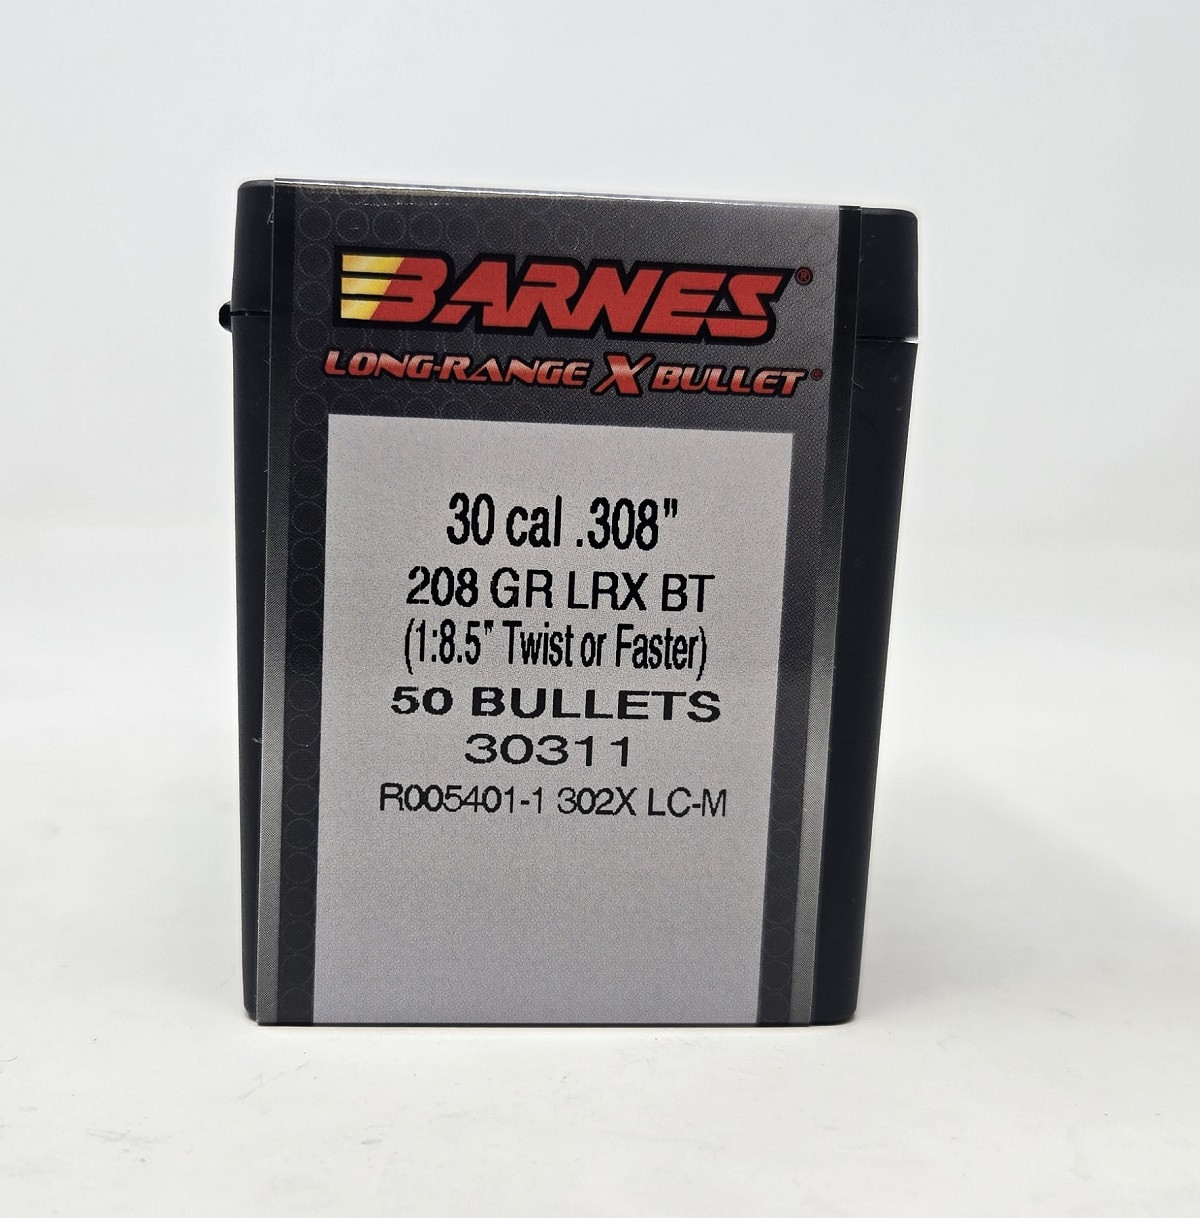 BARNES®
LONG-RANGE X BULLET®
30 cal .308"
208 GR LRX BT
(1:8.5" Twist or Faster)
50 BULLETS
30311
R005401-1 302X LC-M